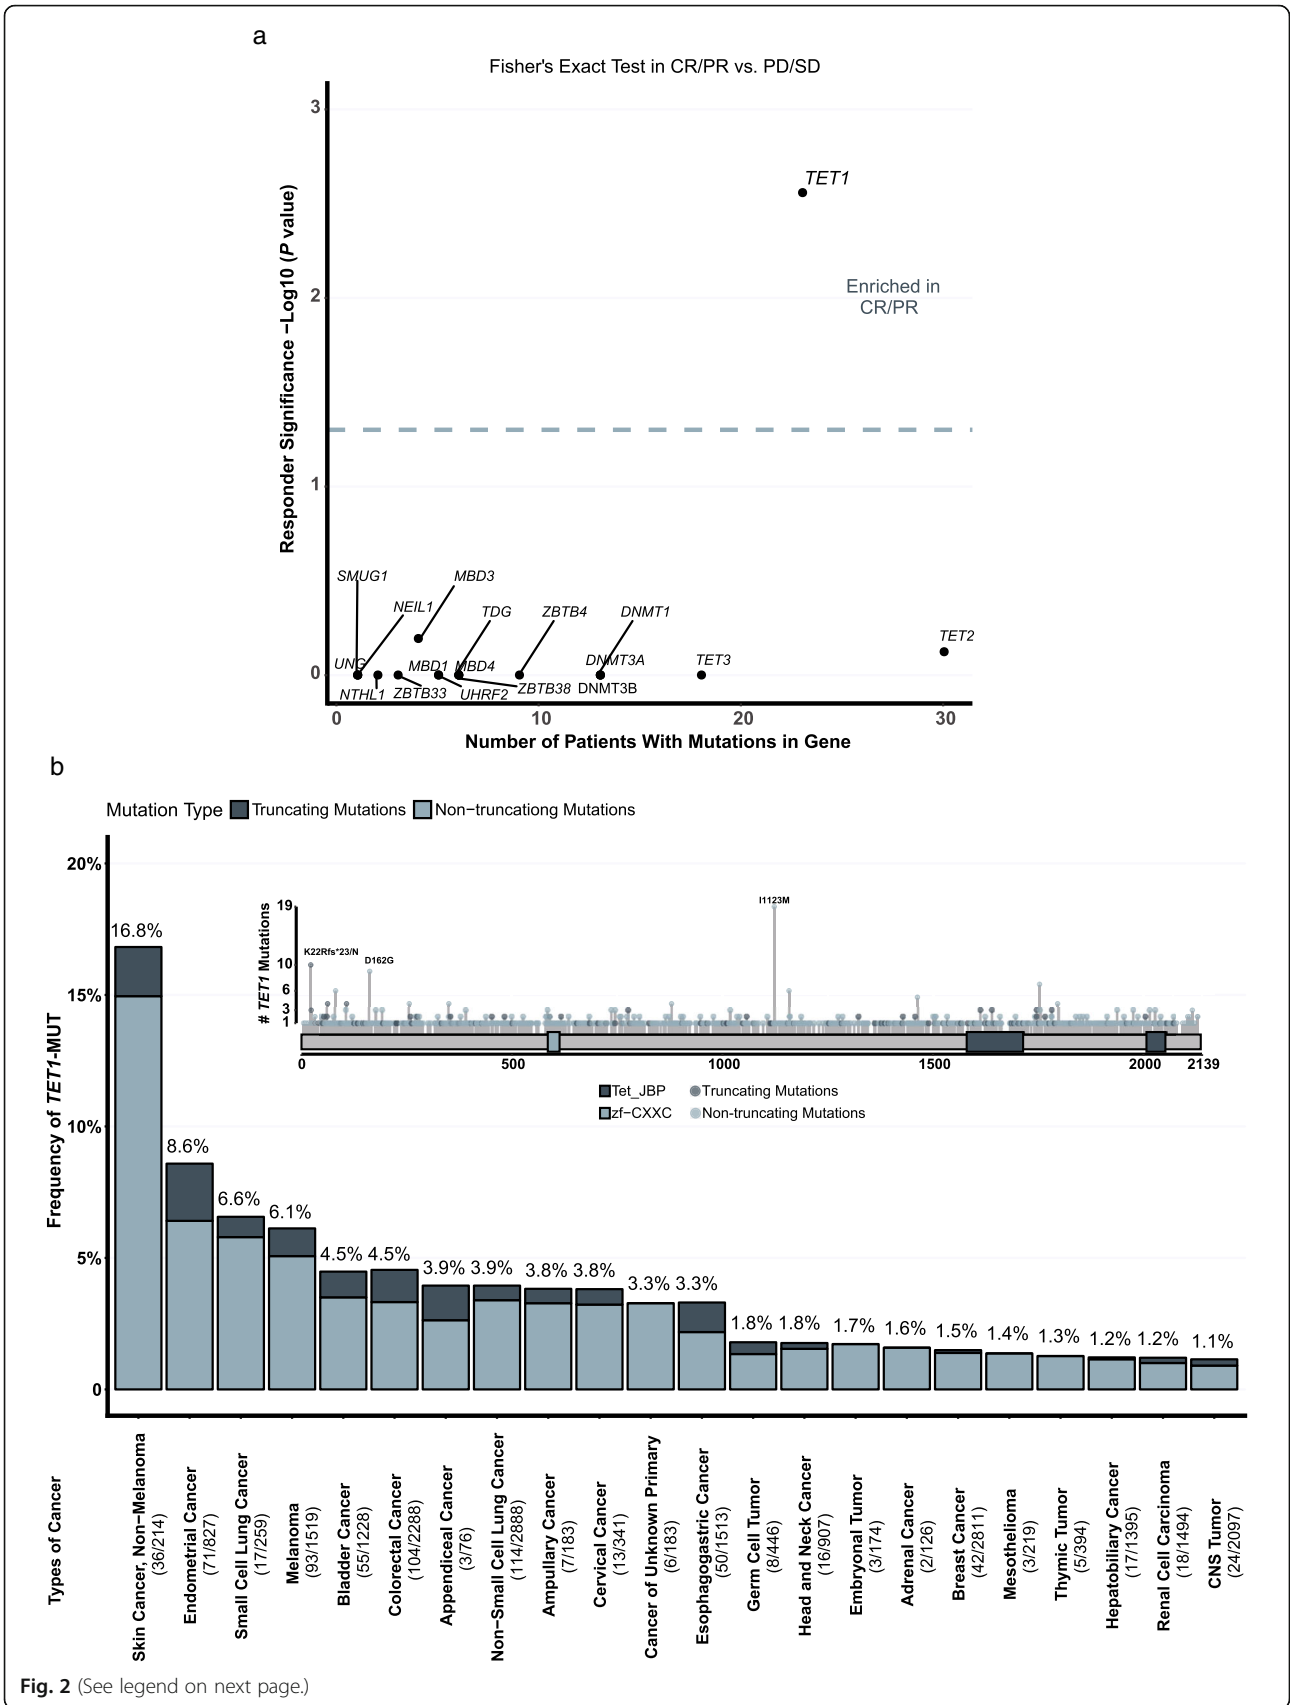 a
Fisher's Exact Test in CR/PR vs. PD/SD
Responder Significance −Log10 (P value)
3
2
1
0
TET1
Enriched in
CR/PR
SMUG1
MBD3
NEIL1
TDG
ZBTB4
DNMT1
TET2
UNG
MBD1
MBD4
DNMT3A
TET3
NTHL1
ZBTB33
UHRF2
ZBTB38
DNMT3B
0
10
20
30
Number of Patients With Mutations in Gene
b
Mutation Type
Truncating Mutations
Non−truncationg Mutations
Frequency of TET1-MUT
20%
15%
10%
5%
0
# TET1 Mutations
19
10
6
3
1
K22Rfs*23/N
D162G
I1123M
0
500
1000
1500
2000
2139
Tet_JBP
Truncating Mutations
zf−CXXC
Non-truncating Mutations
16.8%
8.6%
6.6%
6.1%
4.5%
4.5%
3.9%
3.9%
3.8%
3.8%
3.3%
3.3%
1.8%
1.8%
1.7%
1.6%
1.5%
1.4%
1.3%
1.2%
1.2%
1.1%
Types of Cancer
Skin Cancer, Non−Melanoma
(36/214)
Endometrial Cancer
(71/827)
Small Cell Lung Cancer
(17/259)
Melanoma
(93/1519)
Bladder Cancer
(55/1228)
Colorectal Cancer
(104/2288)
Appendiceal Cancer
(3/76)
Non−Small Cell Lung Cancer
(114/2888)
Ampullary Cancer
(7/183)
Cervical Cancer
(13/341)
Cancer of Unknown Primary
(6/183)
Esophagogastric Cancer
(50/1513)
Germ Cell Tumor
(8/446)
Head and Neck Cancer
(16/907)
Embryonal Tumor
(3/174)
Adrenal Cancer
(2/126)
Breast Cancer
(42/2811)
Mesothelioma
(3/219)
Thymic Tumor
(5/394)
Hepatobiliary Cancer
(17/1395)
Renal Cell Carcinoma
(18/1494)
CNS Tumor
(24/2097)
Fig. 2 (See legend on next page.)